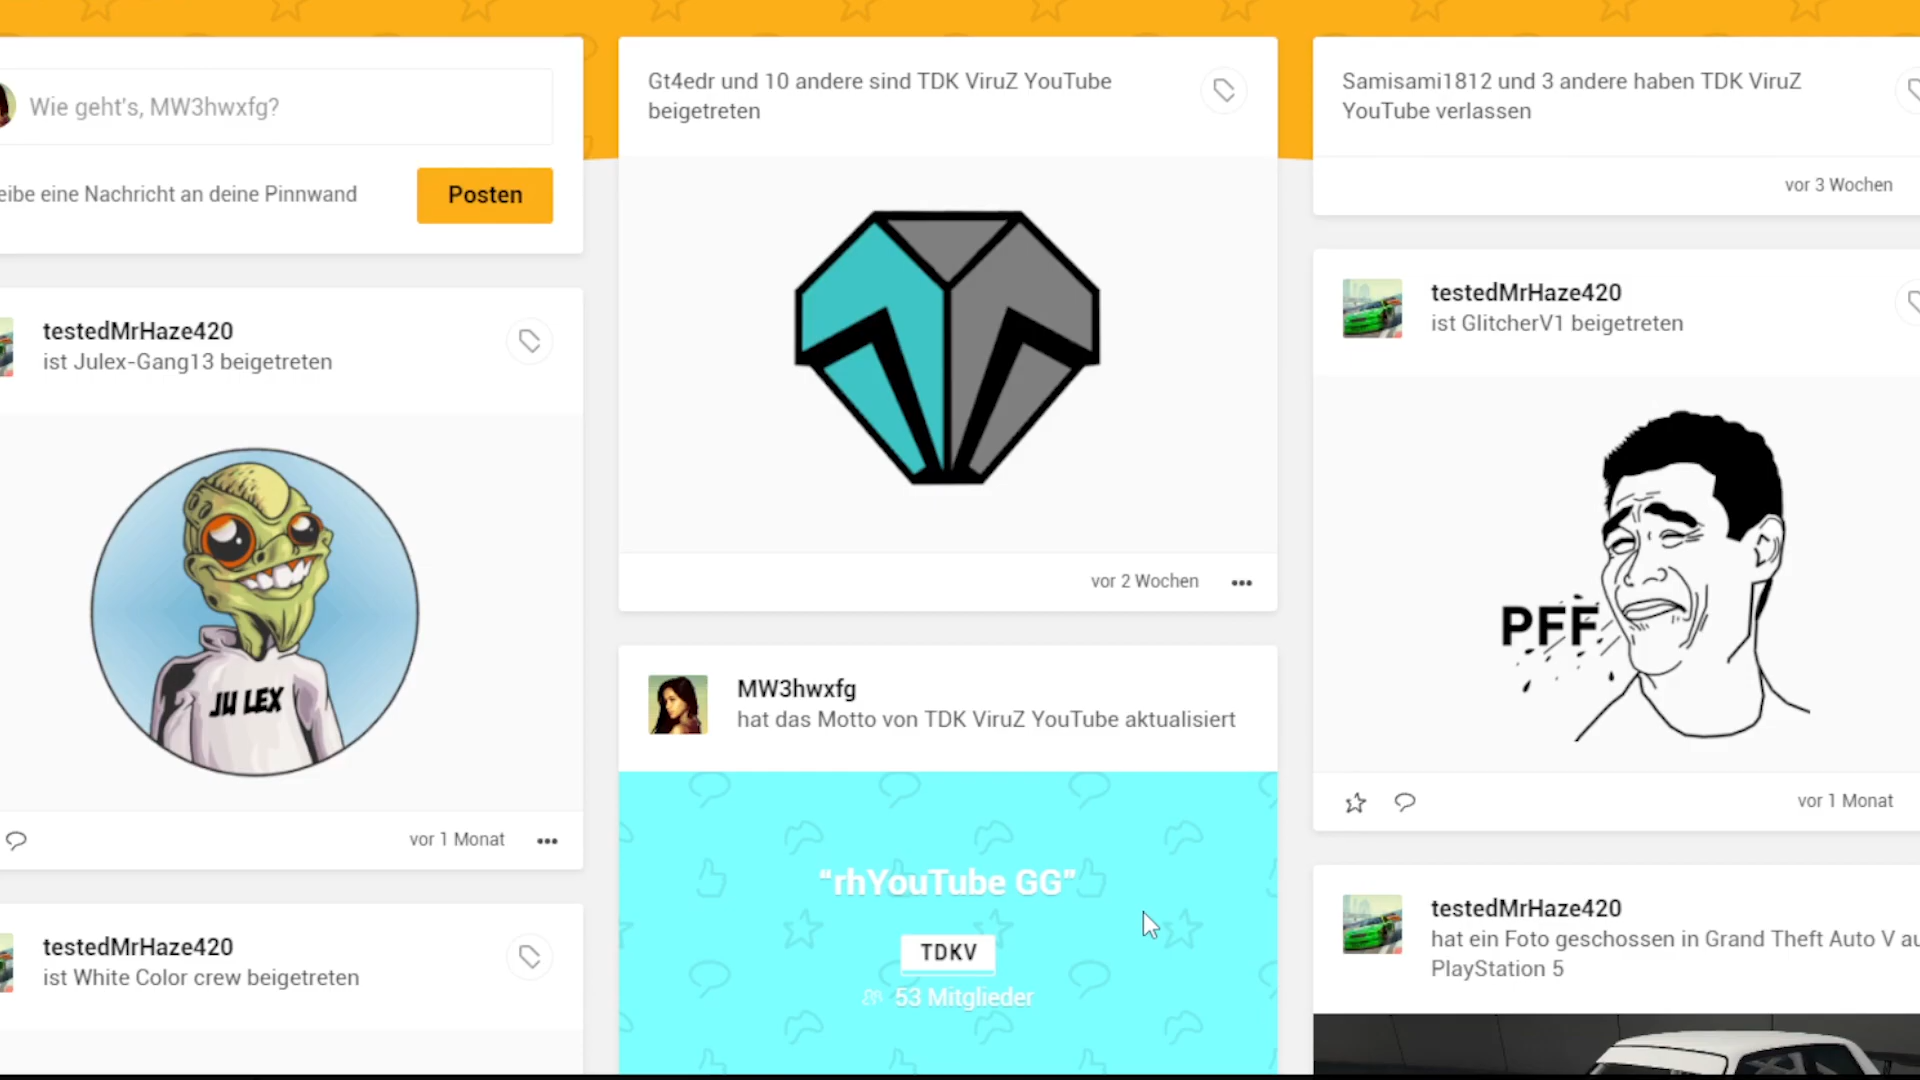 Wie geht's, MW3hwxfg?
eibe eine Nachricht an deine Pinnwand
Posten
testedMrHaze420
ist Julex-Gang13 beigetreten
JU LEX
vor 1 Monat
testedMrHaze420
ist White Color crew beigetreten
Gt4edr und 10 andere sind TDK ViruZ YouTube
beigetreten
vor 2 Wochen
MW3hwxfg
hat das Motto von TDK ViruZ YouTube aktualisiert
“rhYouTube GG”
TDKV
53 Mitglieder
Samisami1812 und 3 andere haben TDK ViruZ
YouTube verlassen
vor 3 Wochen
testedMrHaze420
ist GlitcherV1 beigetreten
PFF
vor 1 Monat
testedMrHaze420
hat ein Foto geschossen in Grand Theft Auto V au
PlayStation 5